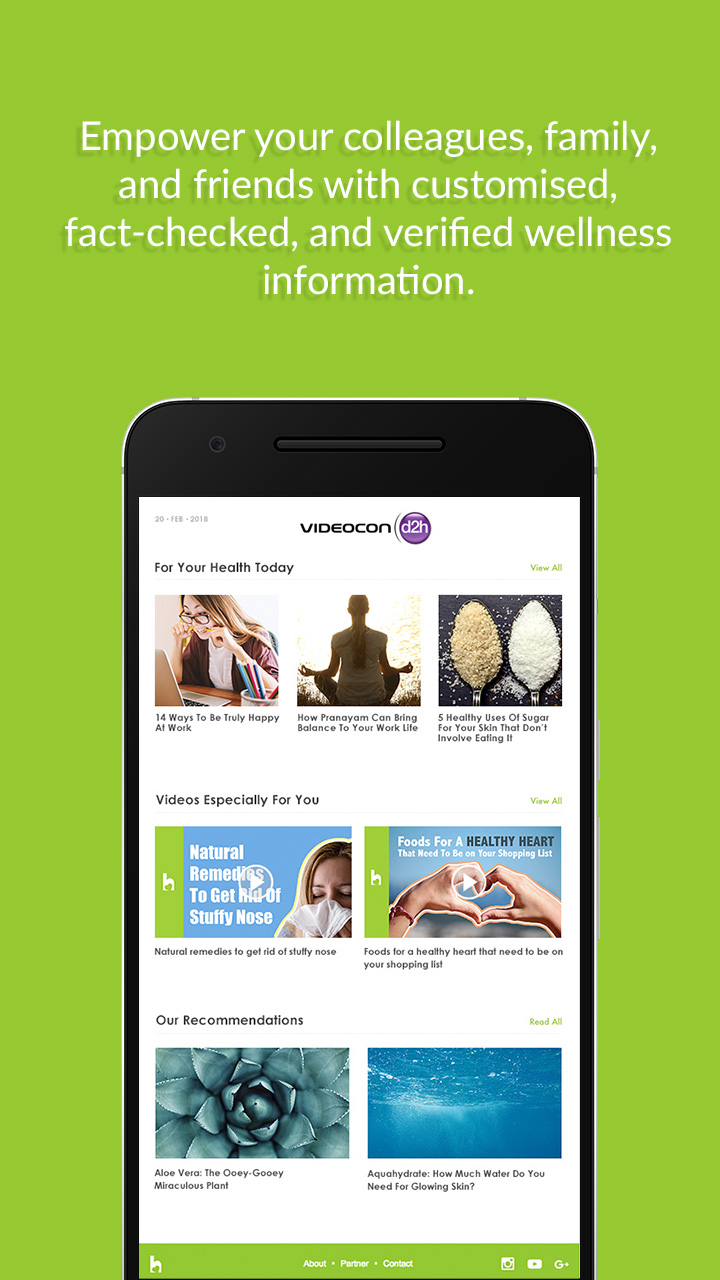 Empower your colleagues, family,
and friends with customised,
fact-checked, and verified wellness
information.
20 • FEB • 2018
VIDEOCON d2h
For Your Health Today
View All
14 Ways To Be Truly Happy
At Work
How Pranayam Can Bring
Balance To Your Work Life
5 Healthy Uses Of Sugar
For Your Skin That Don't
Involve Eating It
Videos Especially For You
View All
Natural
Remedies
To Get Rid Of
Stuffy Nose
h
Foods For A HEALTHY HEART
That Need To Be on Your Shopping List
h
Natural remedies to get rid of stuffy nose
Foods for a healthy heart that need to be on
your shopping list
Our Recommendations
Read All
Aloe Vera: The Ooey-Gooey
Miraculous Plant
Aquahydrate: How Much Water Do You
Need For Glowing Skin?
h
About • Partner • Contact
G+